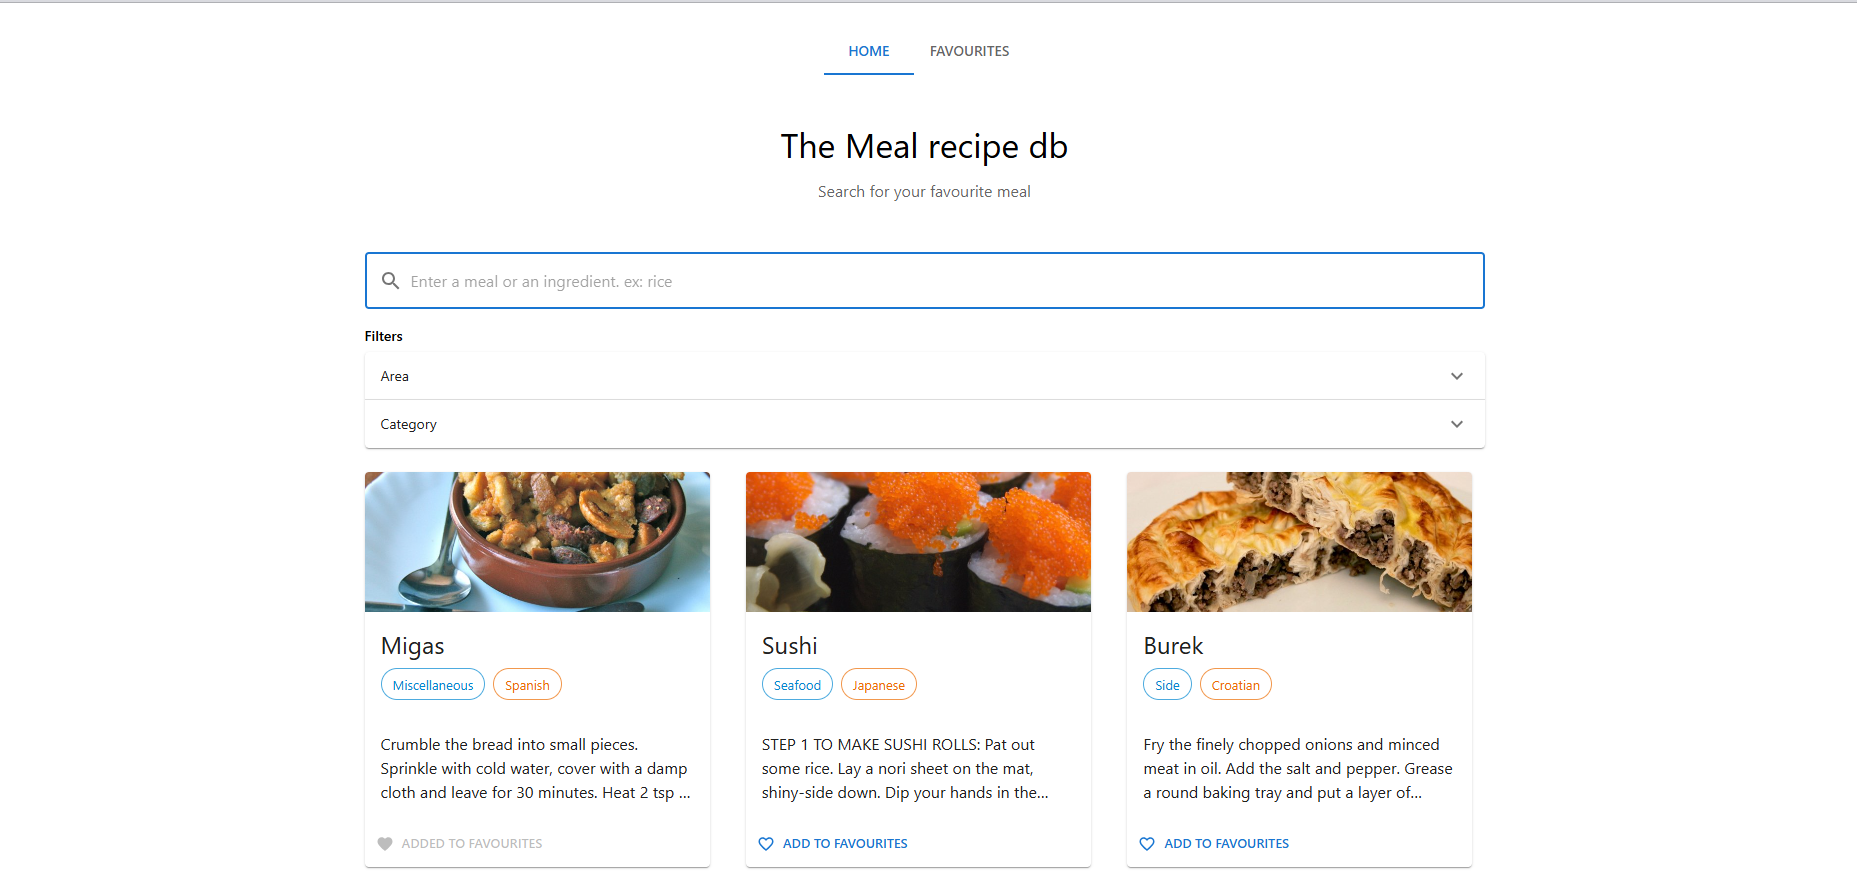 HOME FAVOURITES
The Meal recipe db
Search for your favourite meal
Enter a meal or an ingredient. ex: rice
Filters
Area
Category
Migas
Miscellaneous Spanish
Crumble the bread into small pieces.
Sprinkle with cold water, cover with a damp
cloth and leave for 30 minutes. Heat 2 tsp ...
ADDED TO FAVOURITES
Sushi
Seafood Japanese
STEP 1 TO MAKE SUSHI ROLLS: Pat out
some rice. Lay a nori sheet on the mat,
shiny-side down. Dip your hands in the...
ADD TO FAVOURITES
Burek
Side Croatian
Fry the finely chopped onions and minced
meat in oil. Add the salt and pepper. Grease
a round baking tray and put a layer of...
ADD TO FAVOURITES